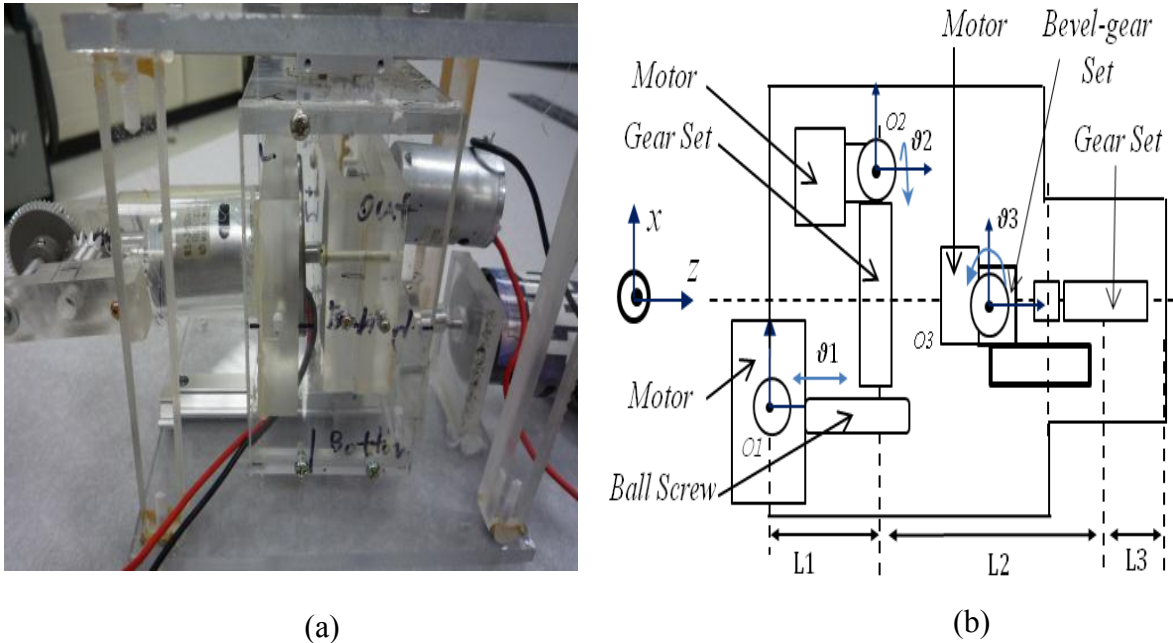 Motor
Bevel-gear
Set
Motor
Gear Set
Gear Set
O2
ϑ2
ϑ3
x
z
O3
ϑ1
Motor
O1
Ball Screw
L1
L2
L3
Bottom
(a)
(b)